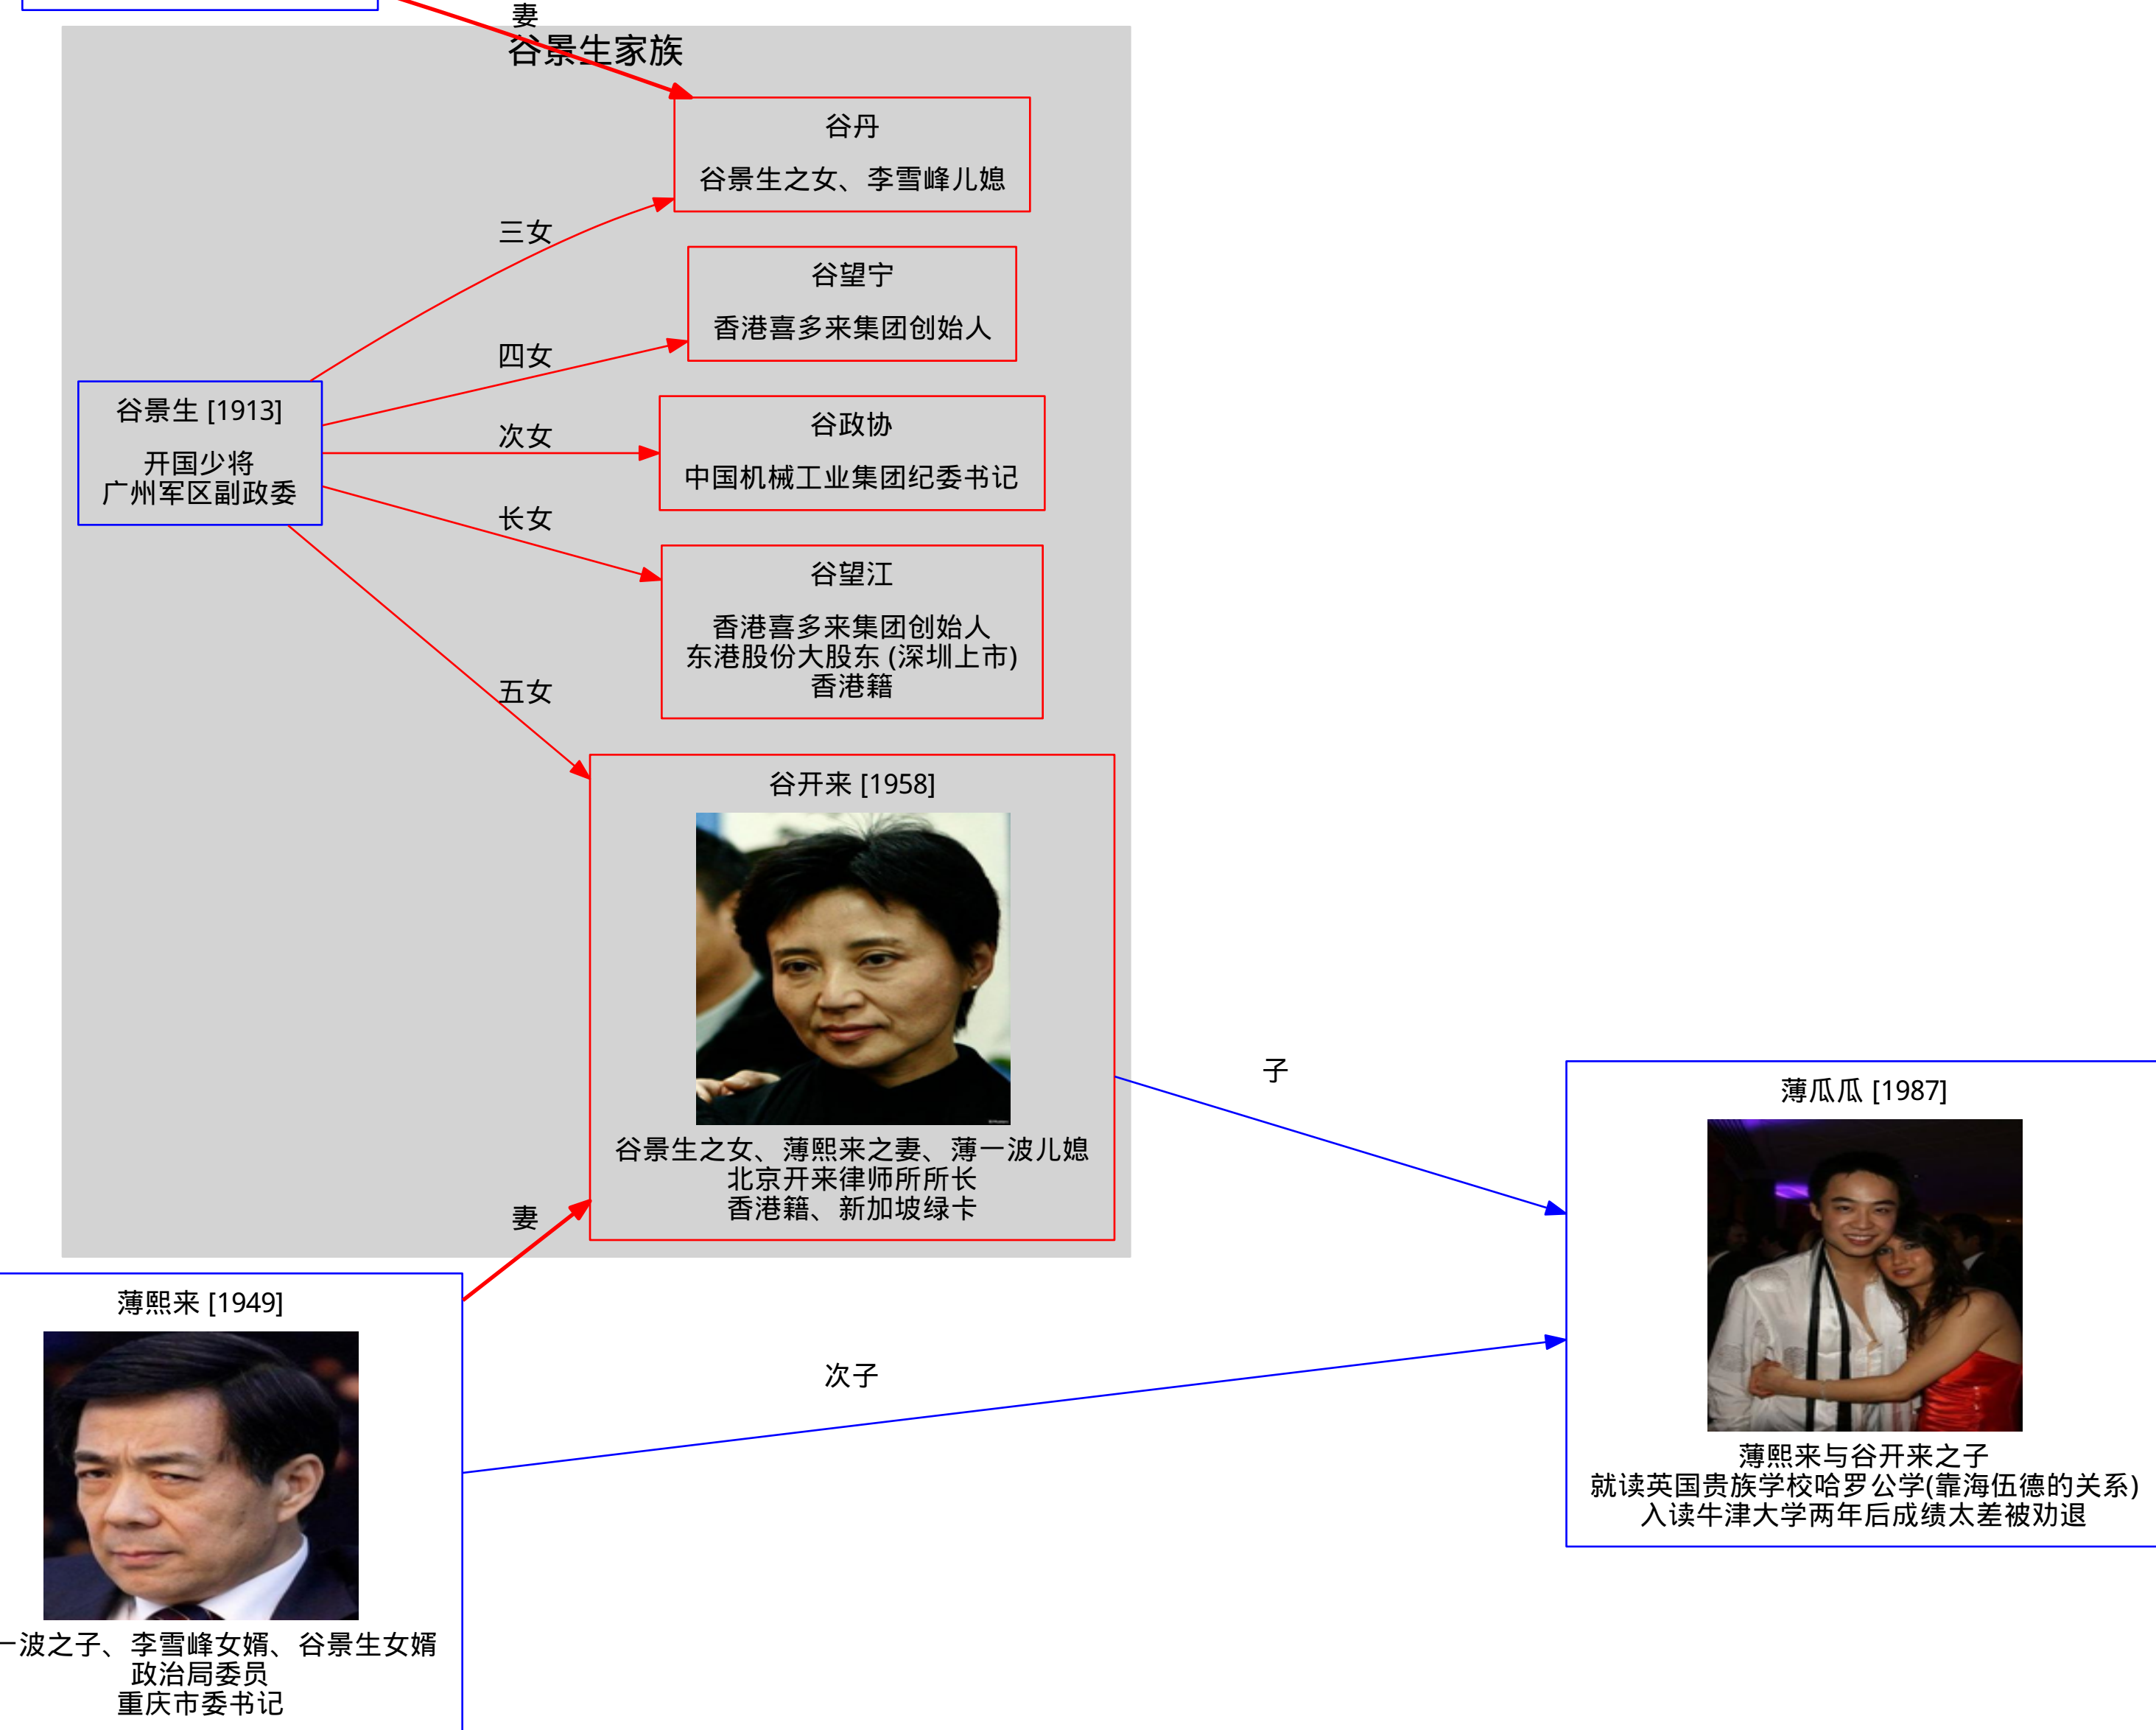 妻
谷景生家族
谷丹
谷景生之女、李雪峰儿媳
三女
谷望宁
香港喜多来集团创始人
四女
谷景生 [1913]
开国少将
广州军区副政委
次女
谷政协
中国机械工业集团纪委书记
长女
谷望江
香港喜多来集团创始人
东港股份大股东 (深圳上市)
香港籍
五女
谷开来 [1958]
谷景生之女、薄熙来之妻、薄一波儿媳
北京开来律师所所长
香港籍、新加坡绿卡
子
妻
薄瓜瓜 [1987]
薄熙来与谷开来之子
就读英国贵族学校哈罗公学(靠海伍德的关系)
入读牛津大学两年后成绩太差被劝退
次子
薄熙来 [1949]
一波之子、李雪峰女婿、谷景生女婿
政治局委员
重庆市委书记